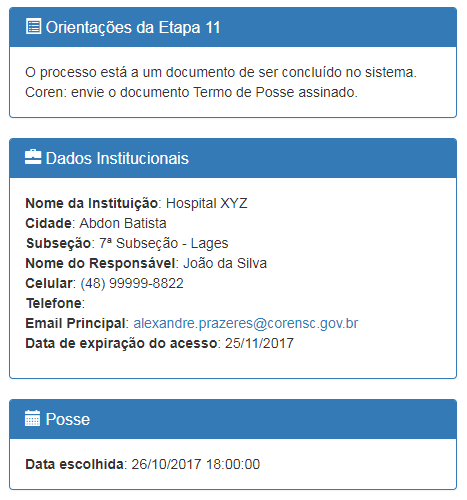 Orientações da Etapa 11
O processo está a um documento de ser concluído no sistema.
Coren: envie o documento Termo de Posse assinado.
Dados Institucionais
Nome da Instituição: Hospital XYZ
Cidade: Abdon Batista
Subseção: 7ª Subseção - Lages
Nome do Responsável: João da Silva
Celular: (48) 99999-8822
Telefone:
Email Principal: alexandre.prazeres@corensc.gov.br
Data de expiração do acesso: 25/11/2017
Posse
Data escolhida: 26/10/2017 18:00:00